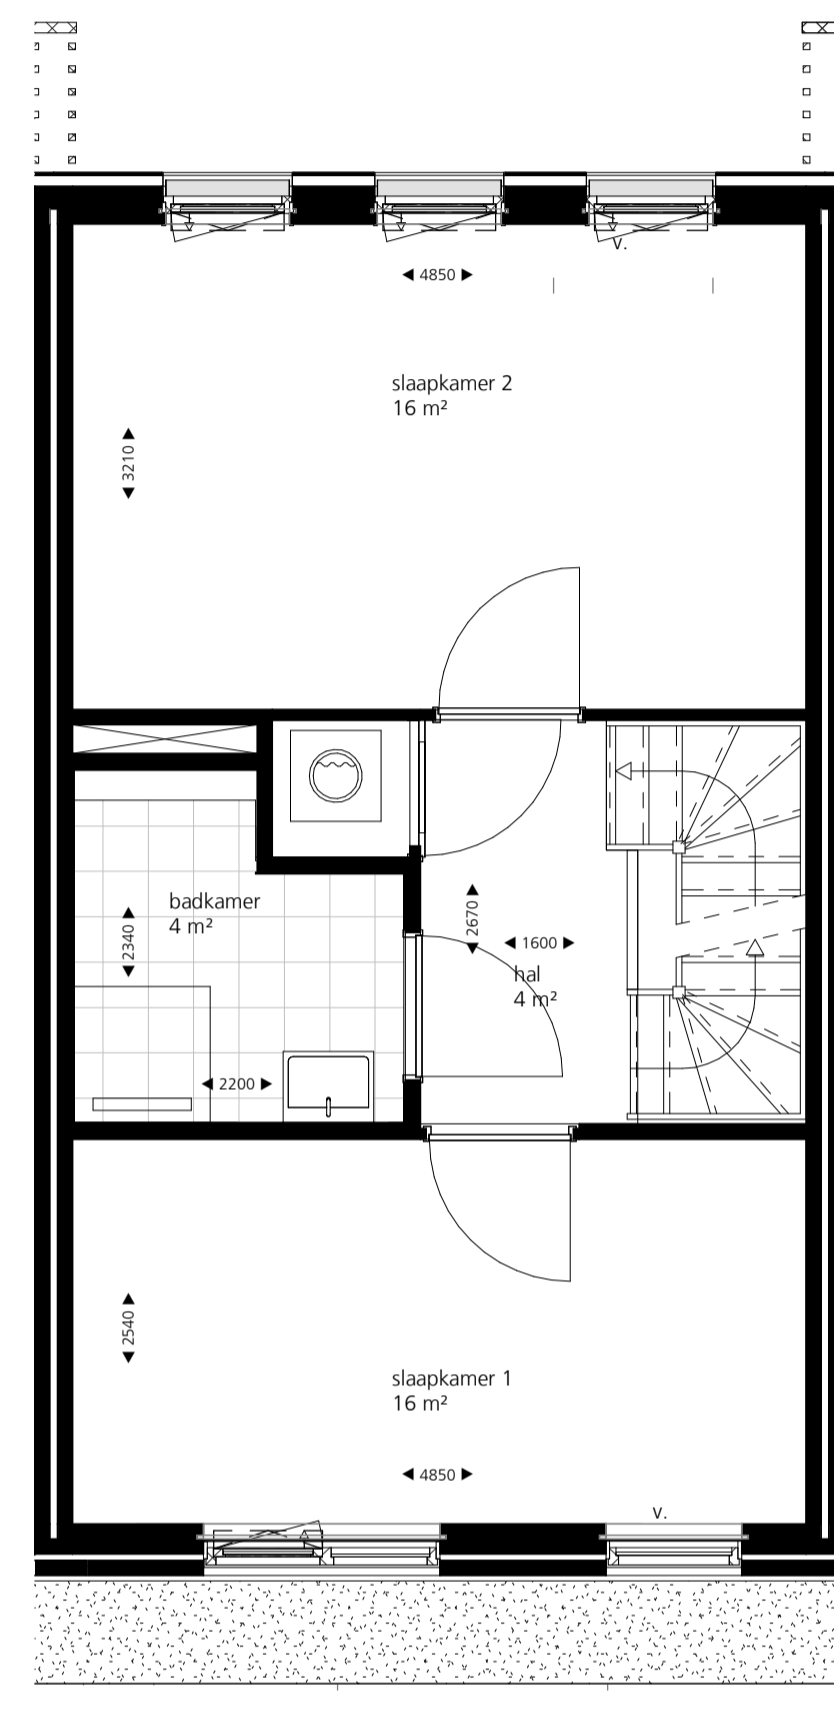 v.
4850
slaapkamer 2
16 m²
3210
badkamer
4 m²
2340
2670
1600
hal
4 m²
2200
2540
slaapkamer 1
16 m²
4850
v.